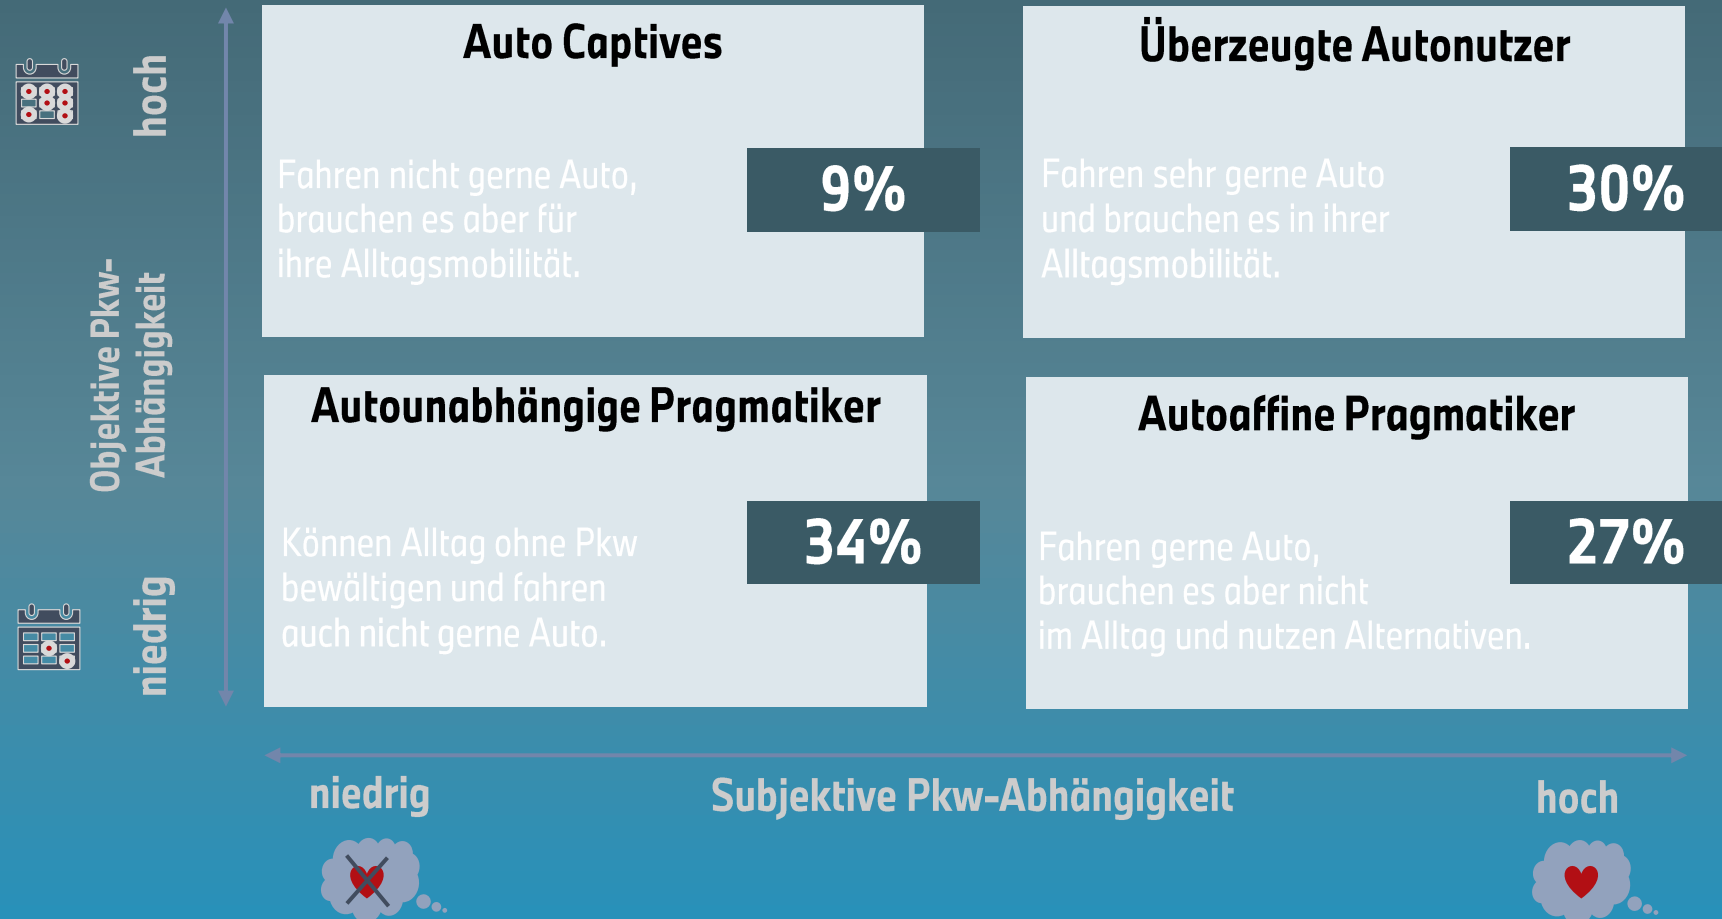 hoch
Objektive Pkw-
Abhängigkeit
niedrig
Auto Captives
Fahren nicht gerne Auto,
brauchen es aber für
ihre Alltagsmobilität.
9%
Überzeugte Autonutzer
Fahren sehr gerne Auto
und brauchen es in ihrer
Alltagsmobilität.
30%
Autounabhängige Pragmatiker
Können Alltag ohne Pkw
bewältigen und fahren
auch nicht gerne Auto.
34%
Autoaffine Pragmatiker
Fahren gerne Auto,
brauchen es aber nicht
im Alltag und nutzen Alternativen.
27%
niedrig
Subjektive Pkw-Abhängigkeit
hoch